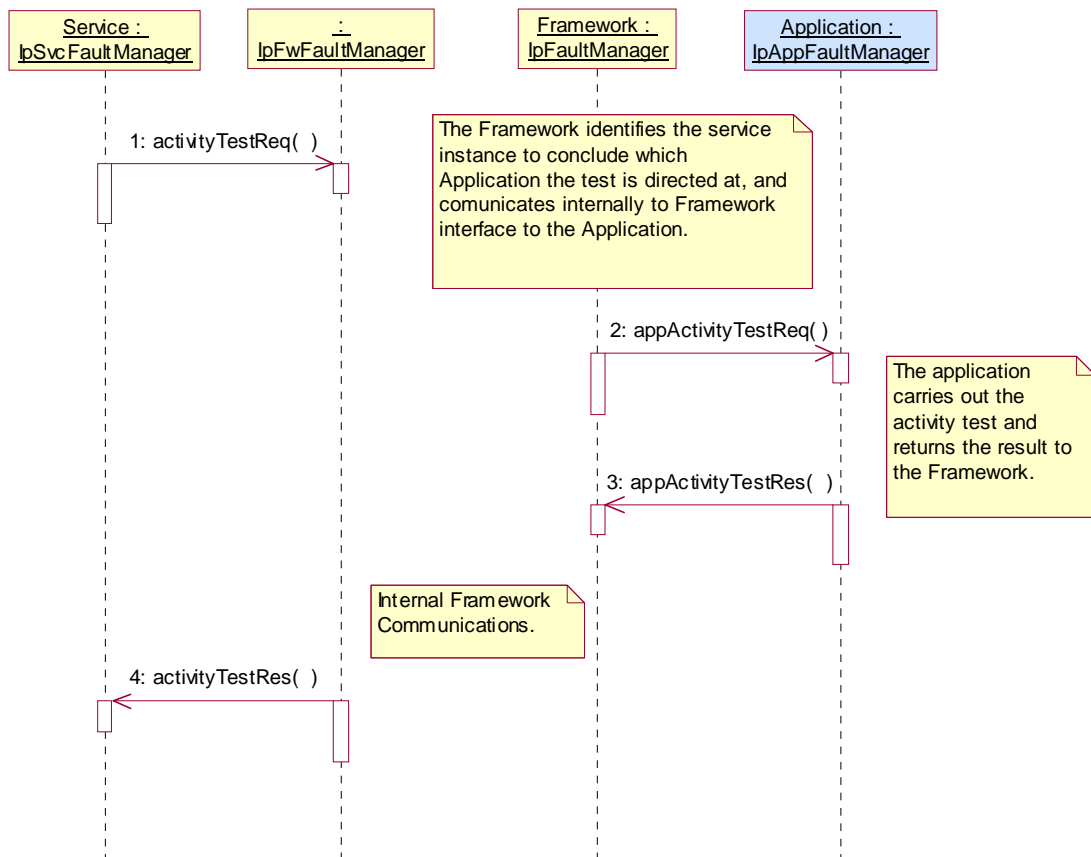 Service :
IpSvcFaultManager
:
IpFwFaultManager
Framework :
IpFaultManager
Application :
IpAppFaultManager
1: activityTestReq( )
The Framework identifies the service
instance to conclude which
Application the test is directed at, and
comunicates internally to Framework
interface to the Application.
2: appActivityTestReq( )
The application
carries out the
activity test and
returns the result to
the Framework.
3: appActivityTestRes( )
Internal Framework
Communications.
4: activityTestRes( )